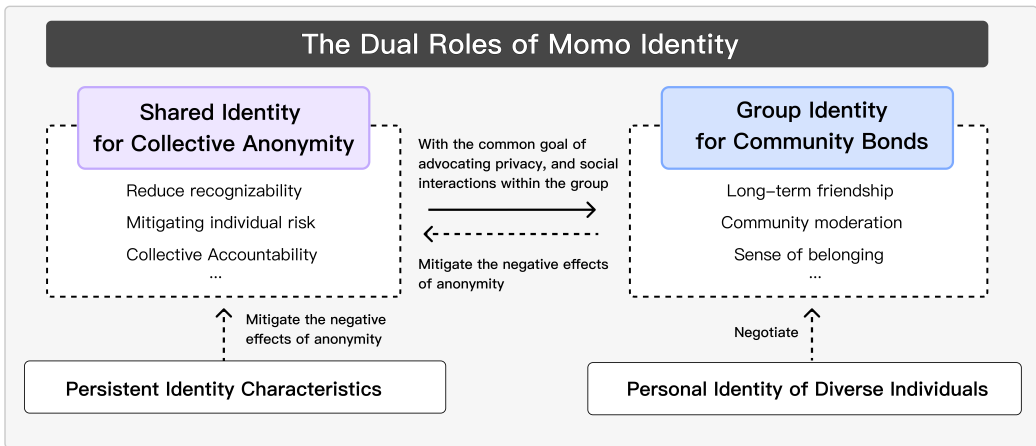 The Dual Roles of Momo Identity
Shared Identity
for Collective Anonymity
Reduce recognizability
Mitigating individual risk
Collective Accountability
...
With the common goal of
advocating privacy, and social
interactions within the group
Mitigate the negative effects
of anonymity
Group Identity
for Community Bonds
Long-term friendship
Community moderation
Sense of belonging
...
Mitigate the negative
effects of anonymity
Negotiate
Persistent Identity Characteristics
Personal Identity of Diverse Individuals